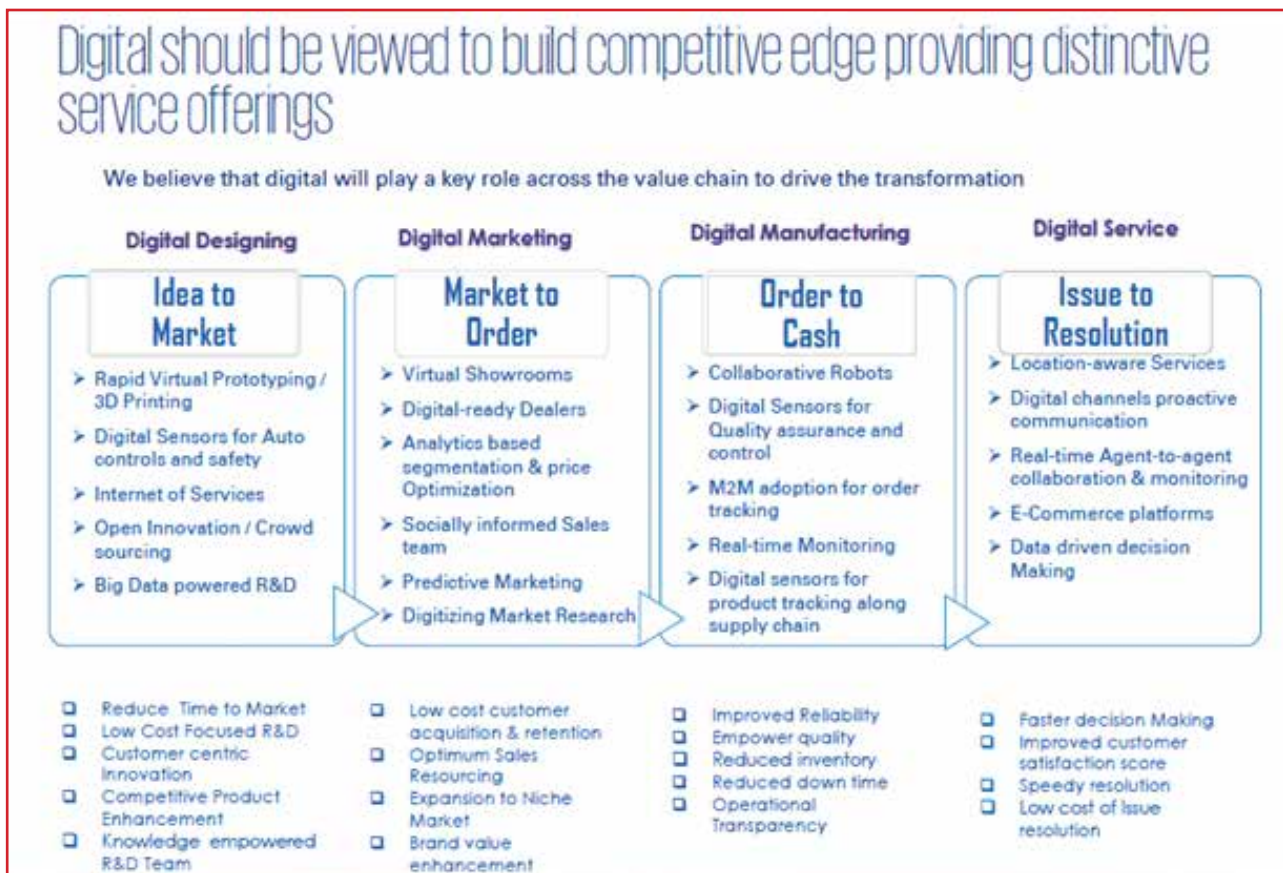 Digital should be viewed to build competitive edge providing distinctive
service offerings
We believe that digital will play a key role across the value chain to drive the transformation
Digital Designing
Idea to
Market
➢ Rapid Virtual Prototyping /
3D Printing
➢ Digital Sensors for Auto
controls and safety
➢ Internet of Services
➢ Open Innovation / Crowd
sourcing
➢ Big Data powered R&D
❑ Reduce Time to Market
❑ Low Cost Focused R&D
❑ Customer centric
Innovation
❑ Competitive Product
Enhancement
❑ Knowledge empowered
R&D Team
Digital Marketing
Market to
Order
➢ Virtual Showrooms
➢ Digital-ready Dealers
➢ Analytics based
segmentation & price
Optimization
➢ Socially informed Sales
team
➢ Predictive Marketing
➢ Digitizing Market Research
❑ Low cost customer
acquisition & retention
❑ Optimum Sales
Resourcing
❑ Expansion to Niche
Market
❑ Brand value
enhancement
Digital Manufacturing
Order to
Cash
➢ Collaborative Robots
➢ Digital Sensors for
Quality assurance and
control
➢ M2M adoption for order
tracking
➢ Real-time Monitoring
➢ Digital sensors for
product tracking along
supply chain
❑ Improved Reliability
❑ Empower quality
❑ Reduced inventory
❑ Reduced down time
❑ Operational
Transparency
Digital Service
Issue to
Resolution
➢ Location-aware Services
➢ Digital channels proactive
communication
➢ Real-time Agent-to-agent
collaboration & monitoring
➢ E-Commerce platforms
➢ Data driven decision
Making
❑ Faster decision Making
❑ Improved customer
satisfaction score
❑ Speedy resolution
❑ Low cost of Issue
resolution